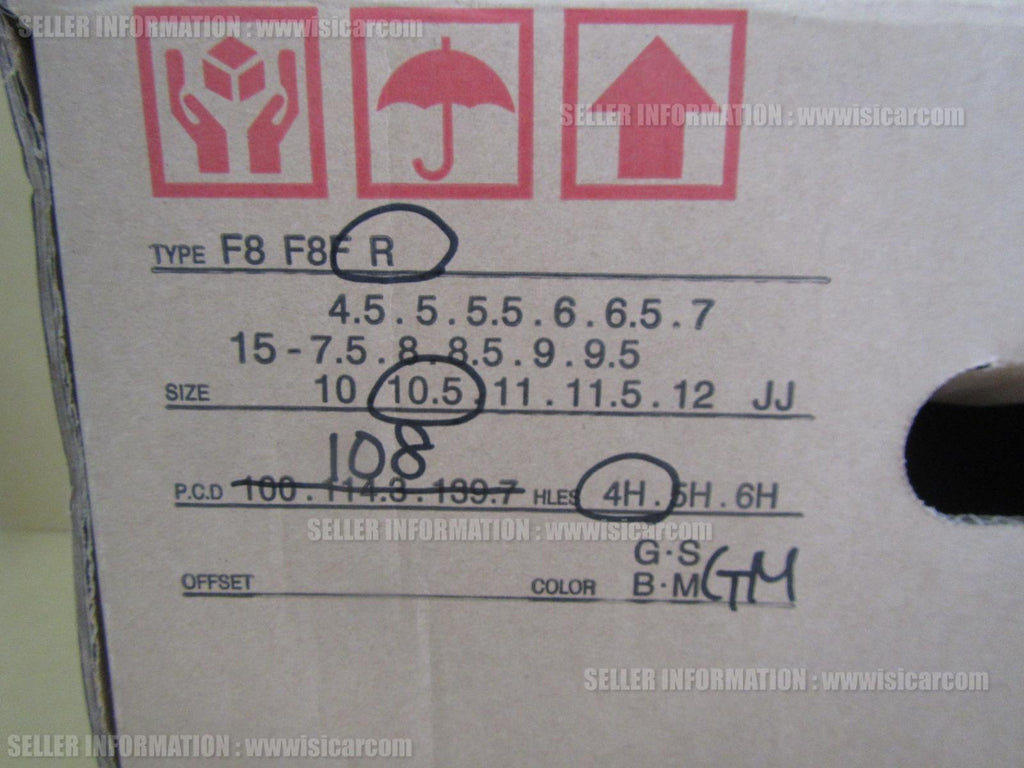 SELLER INFORMATION : wwwisicarcom
SELLER INFORMATION : wwwisicarcom
TYPE F8 F8F R
4.5 . 5 . 5.5 . 6 . 6.5 . 7
15 - 7.5 . 8 . 8.5 . 9 . 9.5
SIZE 10 . 10.5 . 11 . 11.5 . 12 JJ
108
P.C.D 100 . 114.3 . 139.7 HLES 4H . 5H . 6H
SELLER INFORMATION : wwwisicarcom
G·S
OFFSET COLOR B·M GTM
SELLER INFORMATION : wwwisicarcom
SELLER INFORMATION : wwwisicarcom